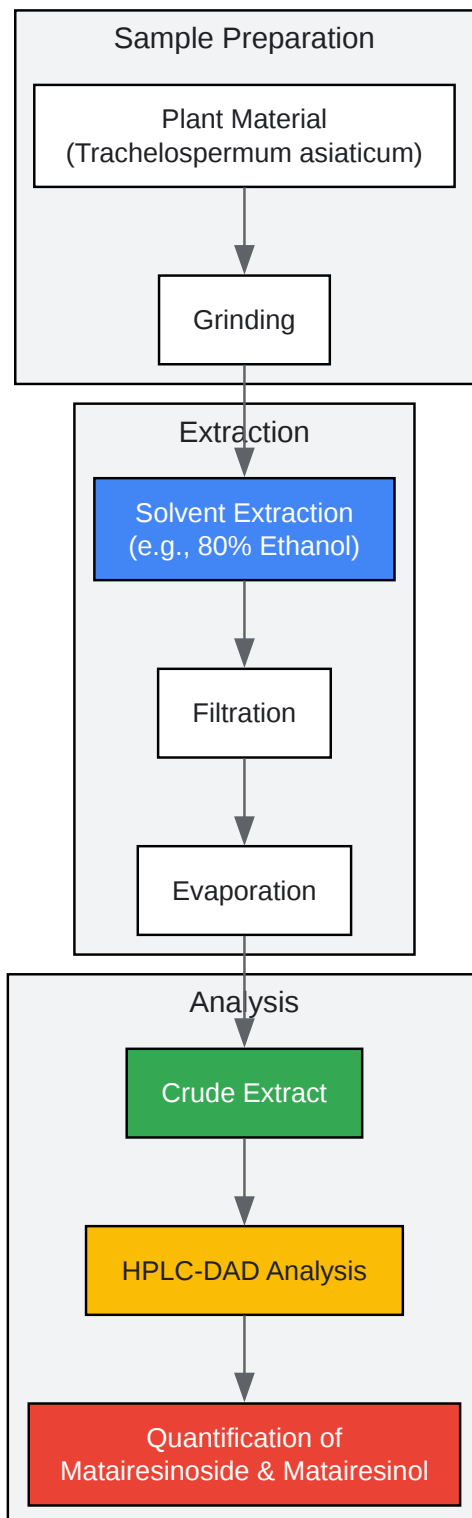 Sample Preparation
Plant Material
(Trachelospermum asiaticum)
Grinding
Extraction
Solvent Extraction
(e.g., 80% Ethanol)
Filtration
Evaporation
Analysis
Crude Extract
HPLC-DAD Analysis
Quantification of
Matairesinoside & Matairesinol